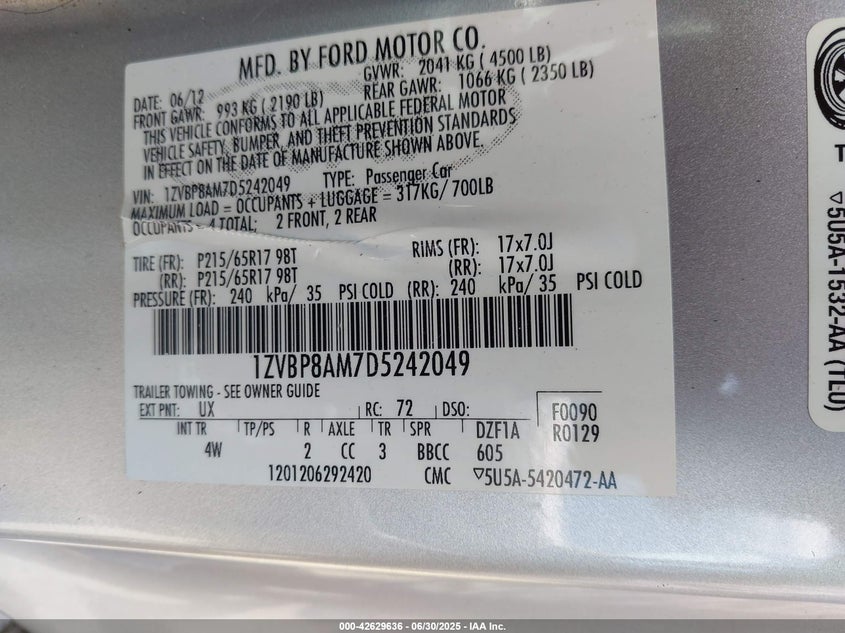 MFD. BY FORD MOTOR CO.
DATE: 06/12 GVWR: 2041 KG ( 4500 LB)
FRONT GAWR: 993 KG ( 2190 LB) REAR GAWR: 1066 KG ( 2350 LB)
THIS VEHICLE CONFORMS TO ALL APPLICABLE FEDERAL MOTOR
VEHICLE SAFETY, BUMPER, AND THEFT PREVENTION STANDARDS
IN EFFECT ON THE DATE OF MANUFACTURE SHOWN ABOVE.
VIN: 1ZVBP8AM7D5242049 TYPE: Passenger Car
MAXIMUM LOAD = OCCUPANTS + LUGGAGE = 317KG/ 700LB
OCCUPANTS = 4 TOTAL: 2 FRONT, 2 REAR
TIRE (FR): P215/65R17 98T RIMS (FR): 17x7.0J
(RR): P215/65R17 98T (RR): 17x7.0J
PRESSURE (FR): 240 kPa/ 35 PSI COLD (RR): 240 kPa/ 35 PSI COLD
1ZVBP8AM7D5242049
TRAILER TOWING - SEE OWNER GUIDE
EXT PNT: UX RC: 72 DSO: F0090
INT TR TP/PS R AXLE TR SPR DZF1A R0129
4W 2 CC 3 BBCC 605
1201206292420 CMC 5U5A-5420472-AA
5U5A-1532-AA (TLU)
000-42629636 - 06/30/2025 - IAA Inc.